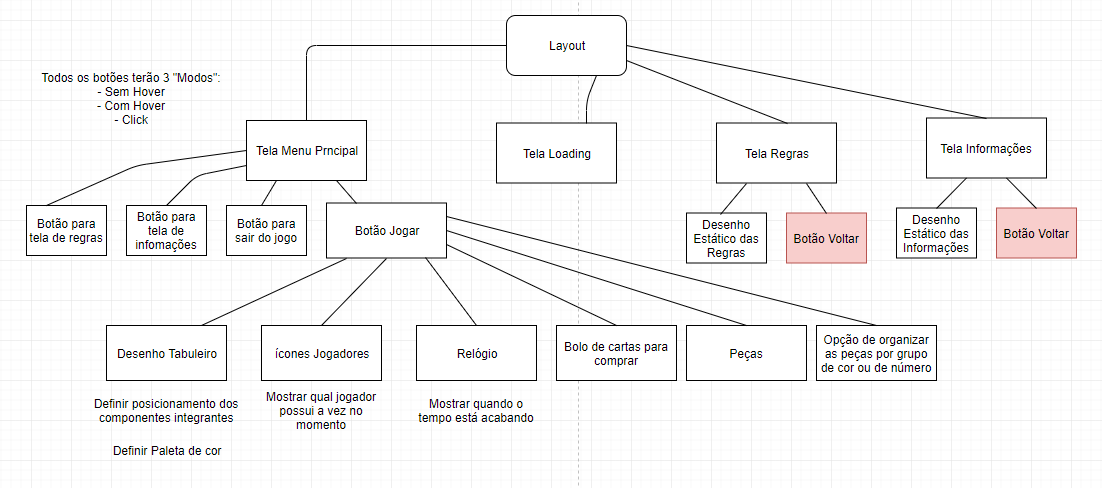 Layout
Todos os botões terão 3 "Modos":
- Sem Hover
- Com Hover
- Click
Tela Menu Prncipal
Tela Loading
Tela Regras
Tela Informações
Botão para
tela de regras
Botão para
tela de
infomações
Botão para
sair do jogo
Botão Jogar
Desenho
Estático das
Regras
Botão Voltar
Desenho
Estático das
Informações
Botão Voltar
Desenho Tabuleiro
ícones Jogadores
Relógio
Bolo de cartas para
comprar
Peças
Opção de organizar
as peças por grupo
de cor ou de número
Definir posicionamento dos
componentes integrantes
Definir Paleta de cor
Mostrar qual jogador
possui a vez no
momento
Mostrar quando o
tempo está acabando